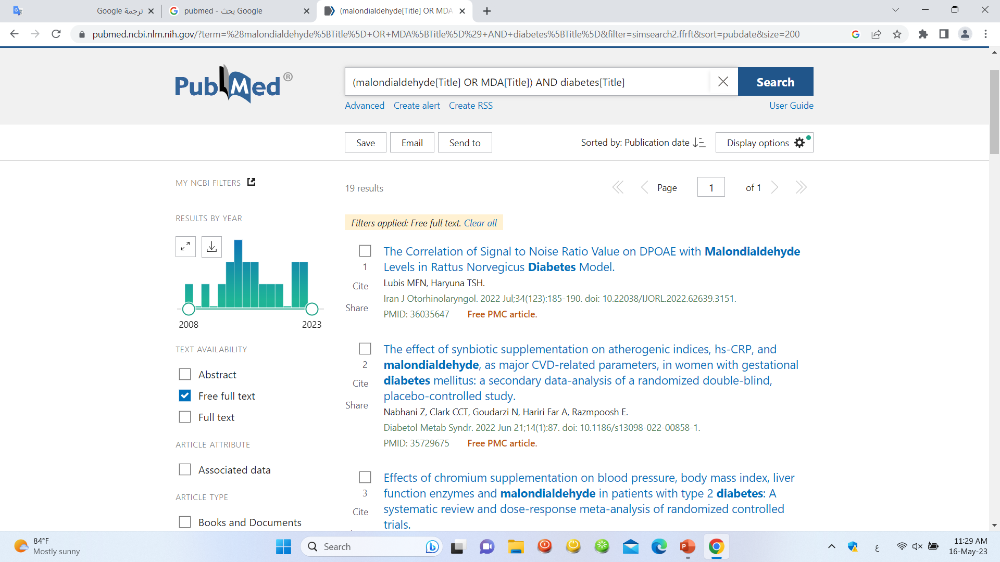 ترجمة Google
pubmed - بحث Google
(malondialdehyde[Title] OR MDA
pubmed.ncbi.nlm.nih.gov/?term=%28malondialdehyde%5BTitle%5D+OR+MDA%5BTitle%5D%29+AND+diabetes%5BTitle%5D&filter=simsearch2.ffrft&sort=pubdate&size=200
PubMed®
(malondialdehyde[Title] OR MDA[Title]) AND diabetes[Title]
Search
Advanced Create alert Create RSS
User Guide
Save Email Send to
Sorted by: Publication date
Display options
MY NCBI FILTERS
19 results
Page 1 of 1
RESULTS BY YEAR
2008 2023
TEXT AVAILABILITY
Abstract
Free full text
Full text
ARTICLE ATTRIBUTE
Associated data
ARTICLE TYPE
Books and Documents
Filters applied: Free full text. Clear all
1
Cite
Share
The Correlation of Signal to Noise Ratio Value on DPOAE with Malondialdehyde
Levels in Rattus Norvegicus Diabetes Model.
Lubis MFN, Haryuna TSH.
Iran J Otorhinolaryngol. 2022 Jul;34(123):185-190. doi: 10.22038/IJORL.2022.62639.3151.
PMID: 36035647 Free PMC article.
2
Cite
Share
The effect of synbiotic supplementation on atherogenic indices, hs-CRP, and
malondialdehyde, as major CVD-related parameters, in women with gestational
diabetes mellitus: a secondary data-analysis of a randomized double-blind,
placebo-controlled study.
Nabhani Z, Clark CCT, Goudarzi N, Hariri Far A, Razmpoosh E.
Diabetol Metab Syndr. 2022 Jun 21;14(1):87. doi: 10.1186/s13098-022-00858-1.
PMID: 35729675 Free PMC article.
3
Cite
Effects of chromium supplementation on blood pressure, body mass index, liver
function enzymes and malondialdehyde in patients with type 2 diabetes: A
systematic review and dose-response meta-analysis of randomized controlled
trials.
84°F
Mostly sunny
Search
ع
11:29 AM
16-May-23